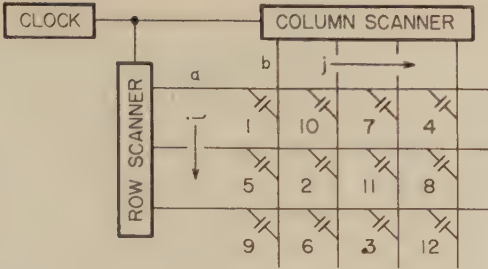 CLOCK
COLUMN SCANNER
a
b
j
ROW SCANNER
i
1 10 7 4
5 2 11 8
9 6 3 12